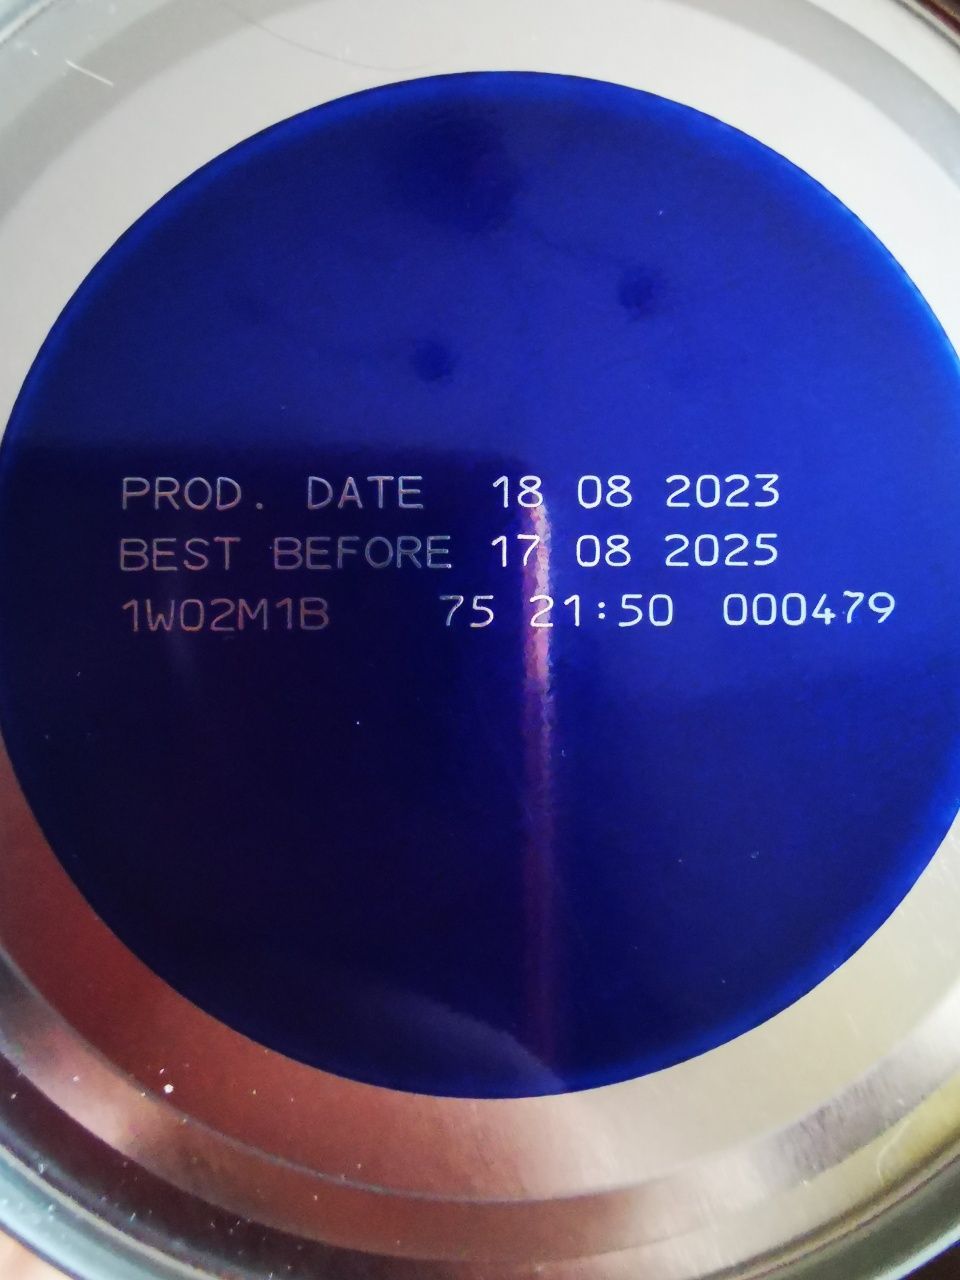 PROD. DATE 18 08 2023
BEST BEFORE 17 08 2025
1W02M1B 75 21:50 000479